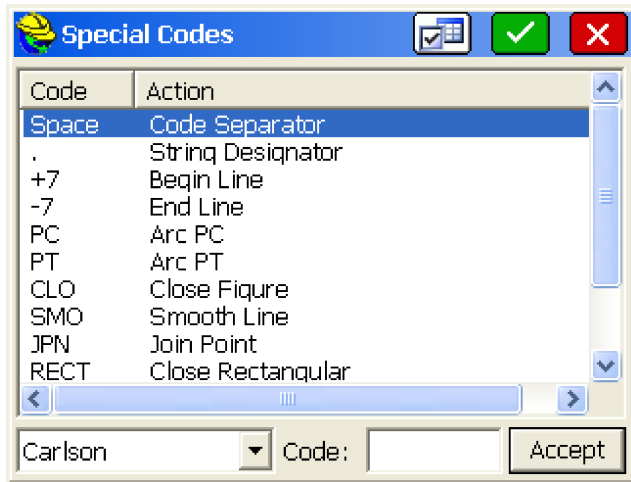 Special Codes
Code Action
Space Code Separator
. String Designator
+7 Begin Line
-7 End Line
PC Arc PC
PT Arc PT
CLO Close Figure
SMO Smooth Line
JPN Join Point
RECT Close Rectangular
Carlson Code: Accept